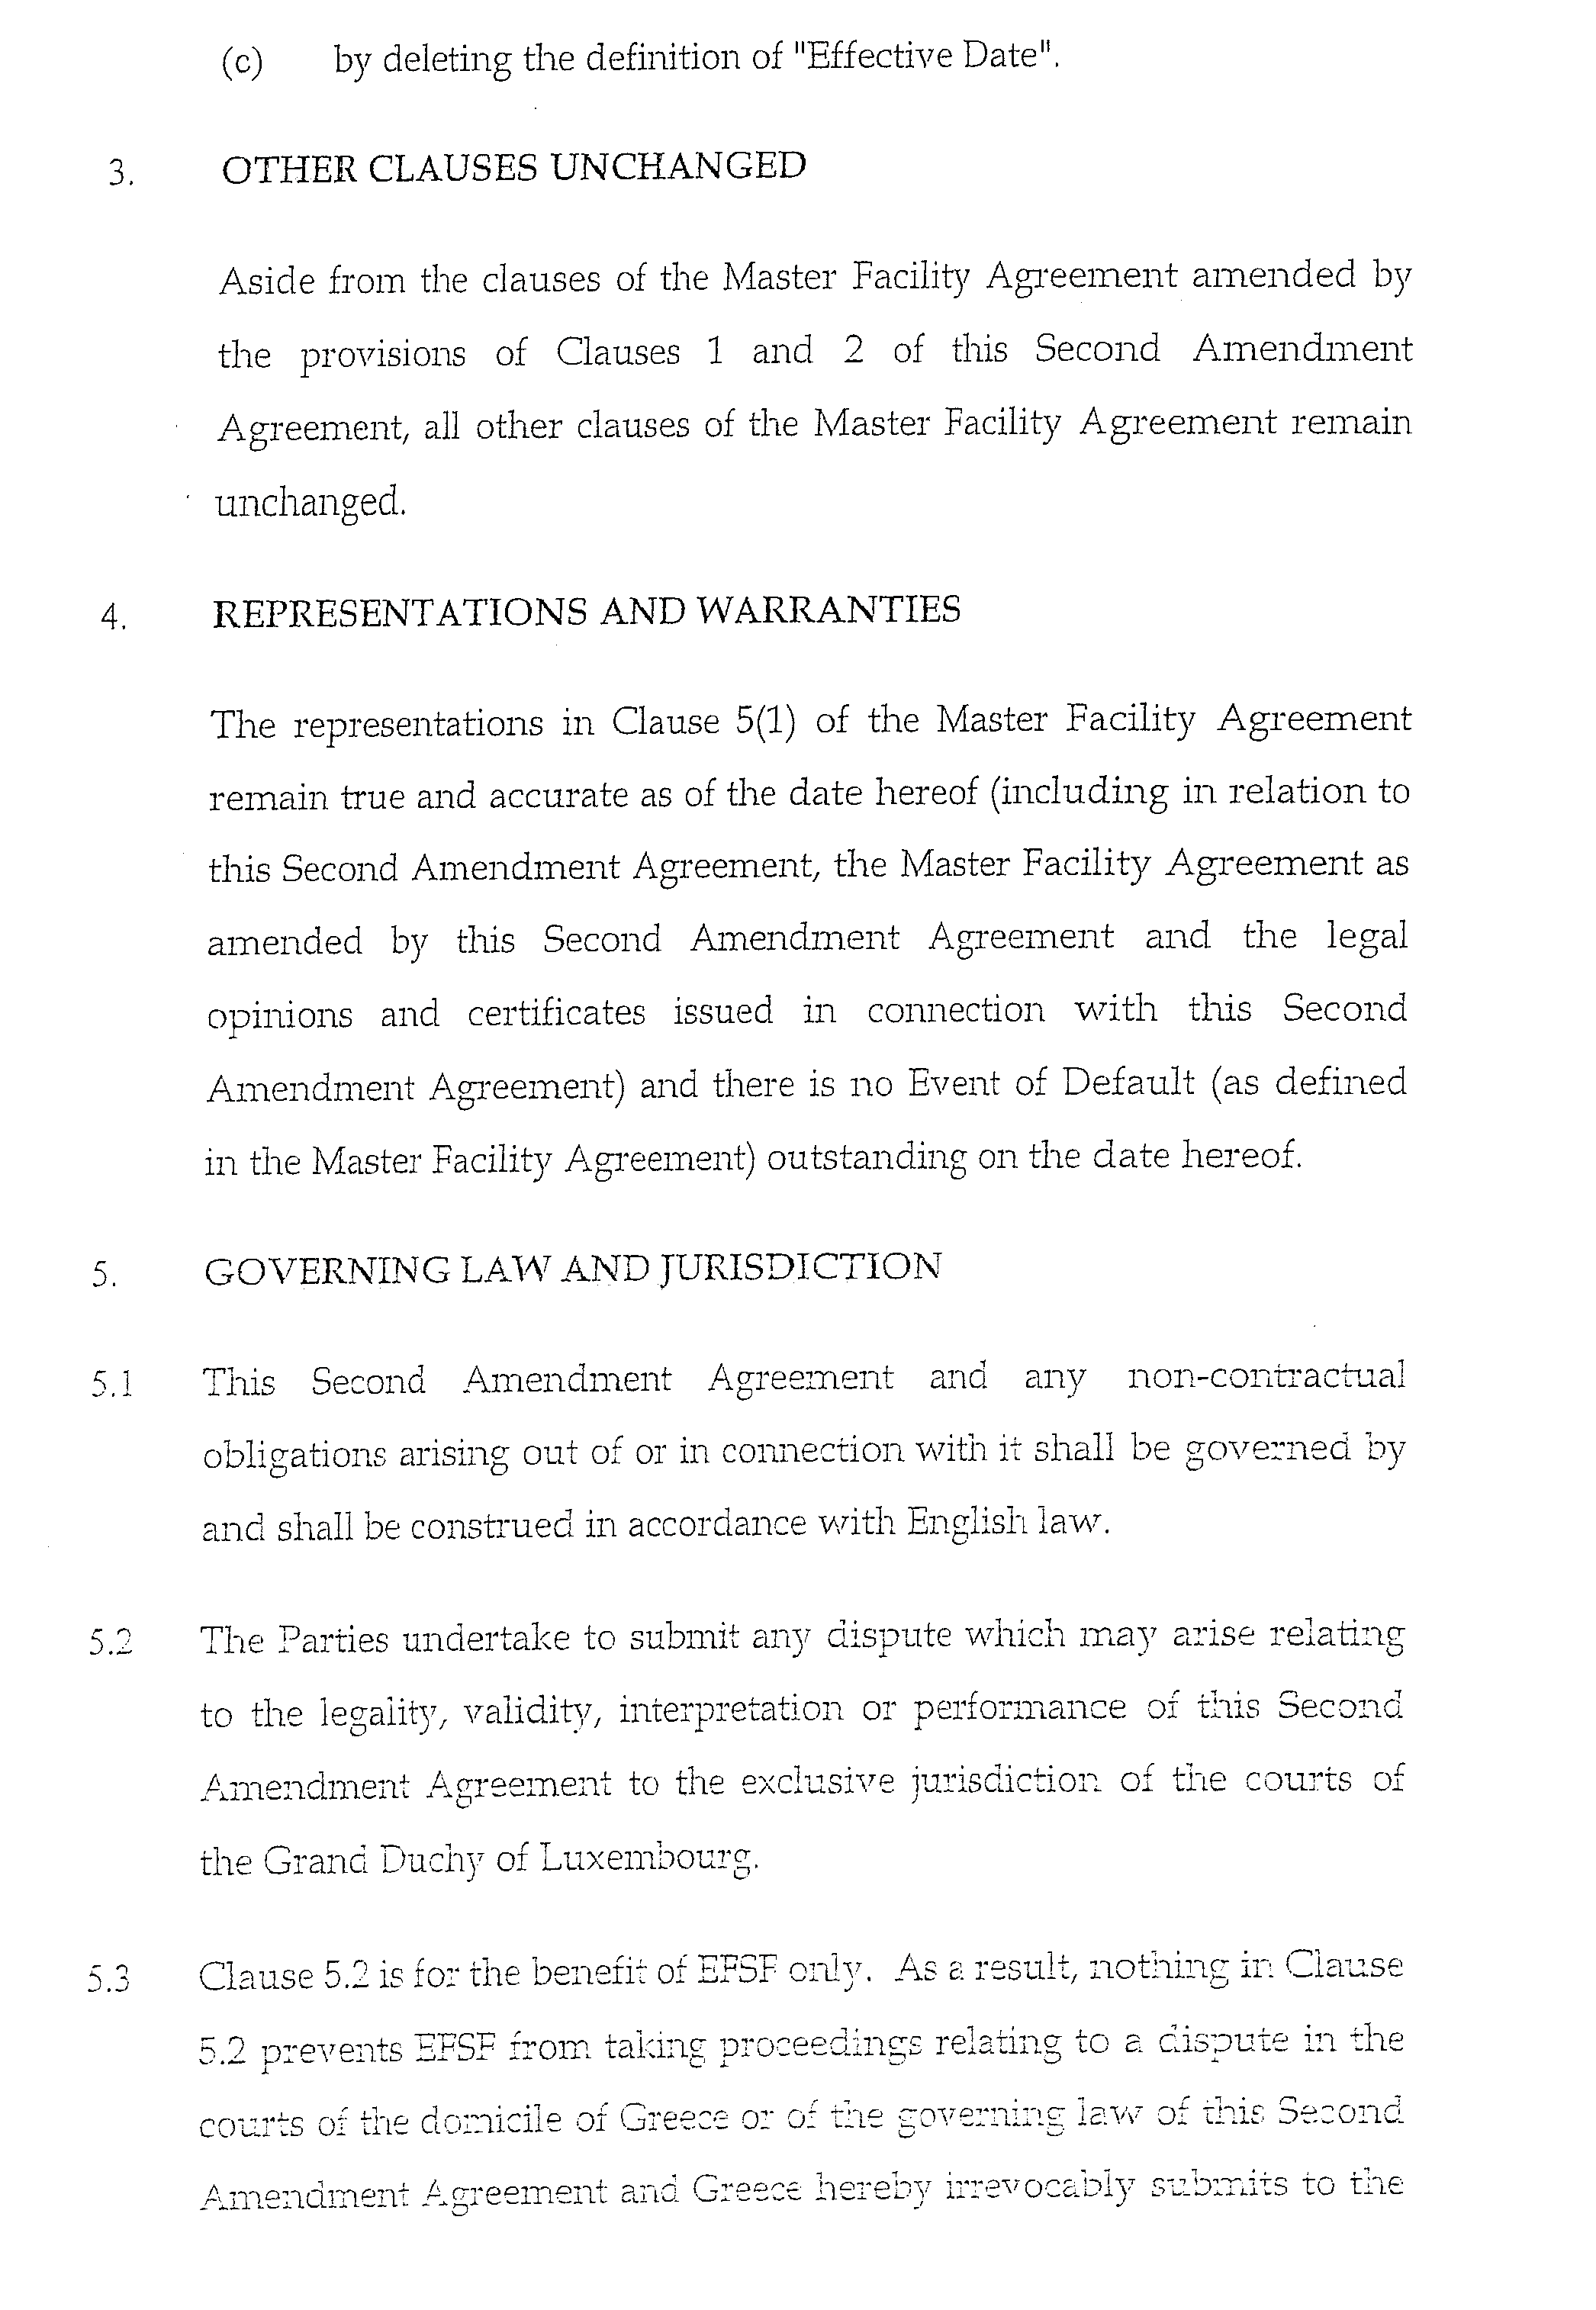 (c) by deleting the definition of "Effective Date".
3. OTHER CLAUSES UNCHANGED
Aside from the clauses of the Master Facility Agreement amended by
the provisions of Clauses 1 and 2 of this Second Amendment
Agreement, all other clauses of the Master Facility Agreement remain
unchanged.
4. REPRESENTATIONS AND WARRANTIES
The representations in Clause 5(1) of the Master Facility Agreement
remain true and accurate as of the date hereof (including in relation to
this Second Amendment Agreement, the Master Facility Agreement as
amended by this Second Amendment Agreement and the legal
opinions and certificates issued in connection with this Second
Amendment Agreement) and there is no Event of Default (as defined
in the Master Facility Agreement) outstanding on the date hereof.
5. GOVERNING LAW AND JURISDICTION
5.1 This Second Amendment Agreement and any non-contractual
obligations arising out of or in connection with it shall be governed by
and shall be construed in accordance with English law.
5.2 The Parties undertake to submit any dispute which may arise relating
to the legality, validity, interpretation or performance of this Second
Amendment Agreement to the exclusive jurisdiction of the courts of
the Grand Duchy of Luxembourg.
5.3 Clause 5.2 is for the benefit of EFSF only. As a result, nothing in Clause
5.2 prevents EFSF from taking proceedings relating to a dispute in the
courts of the domicile of Greece or of the governing law of this Second
Amendment Agreement and Greece hereby irrevocably submits to the